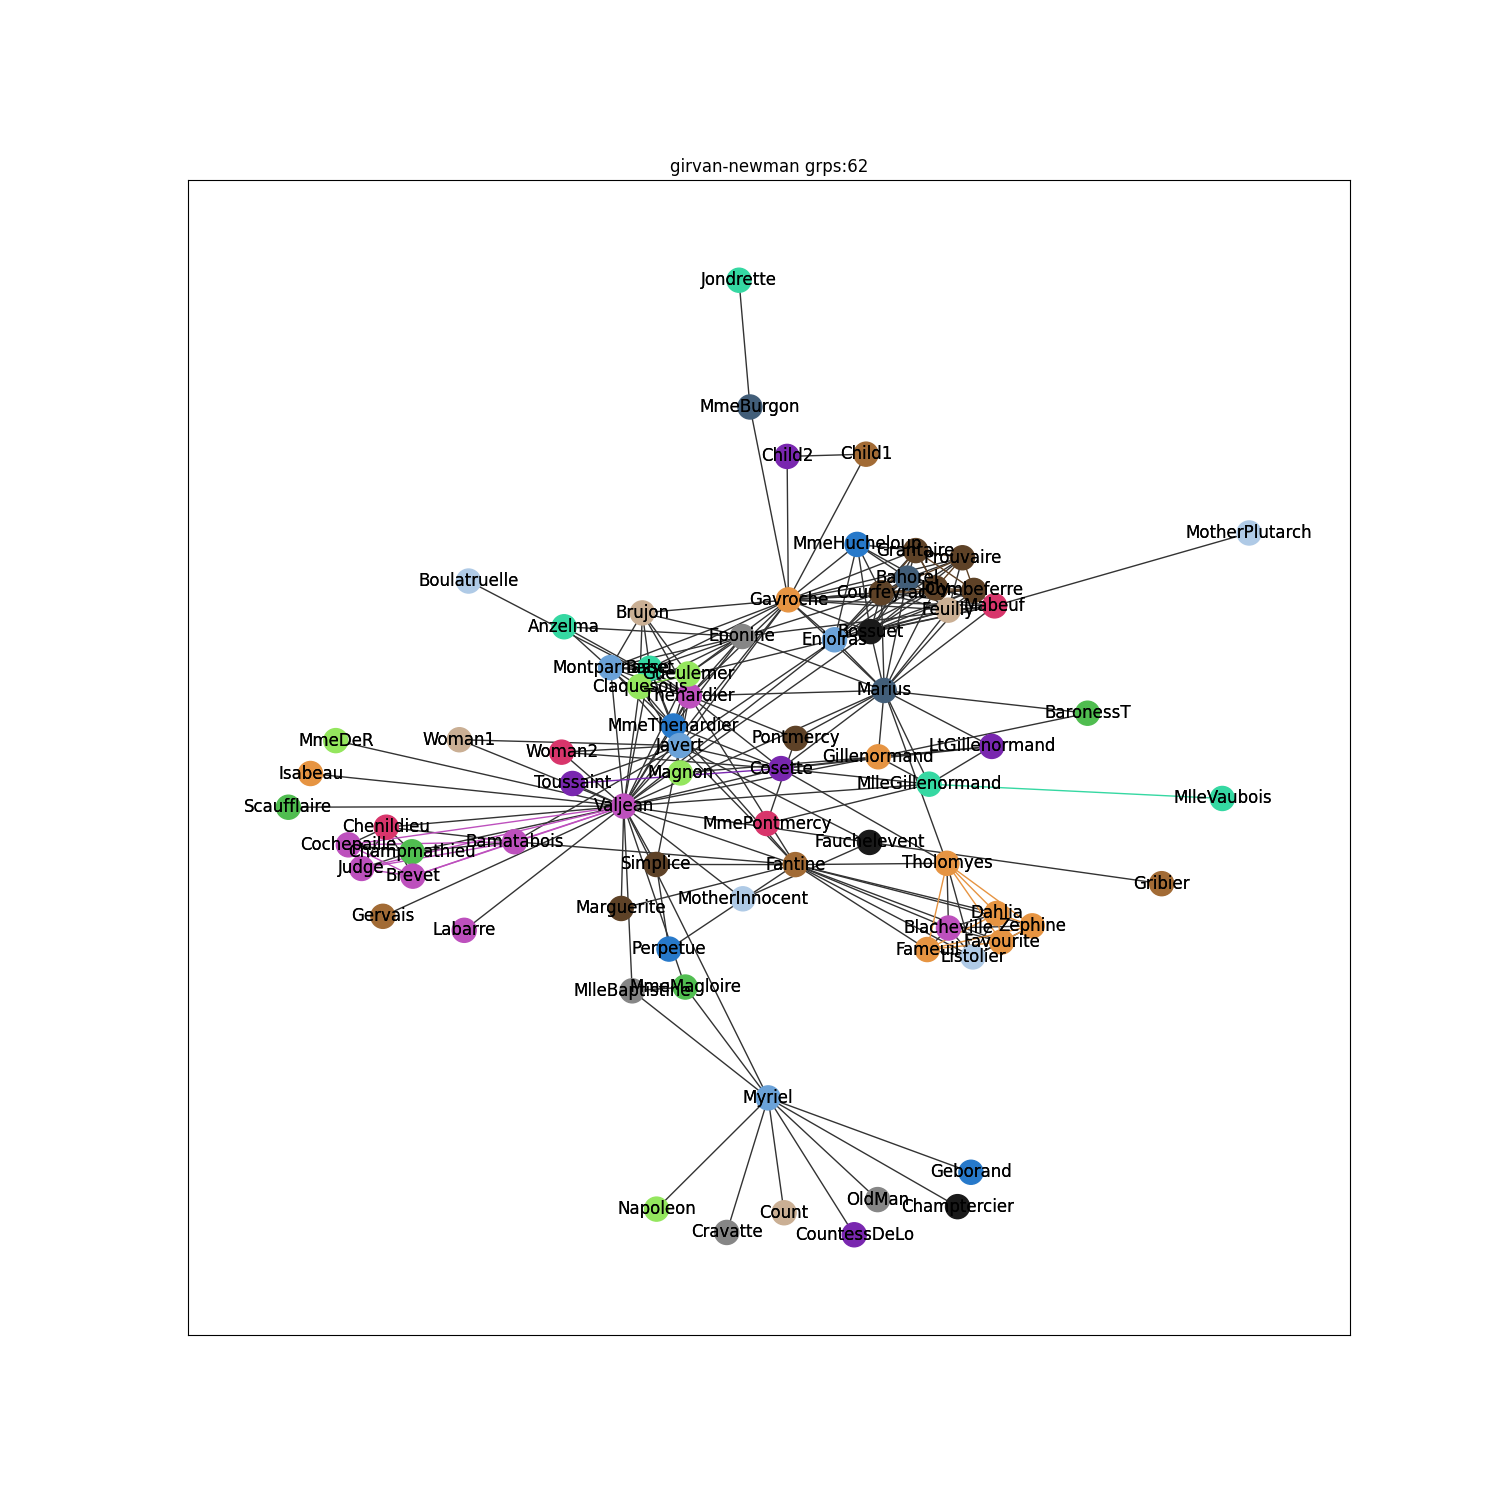 girvan-newman grps:62
Jondrette
MmeBurgon
Child2
Child1
MotherPlutarch
MmeHucheloup
Grantaire
Prouvaire
Boulatruelle
Bahorel
Courfeyrac
Joly
Combeferre
Gavroche
Mabeuf
Feuilly
Brujon
Anzelma
Eponine
Enjolras
Bossuet
Montparnasse
Babet
Gueulemer
Claquesous
Thenardier
Marius
BaronessT
MmeThenardier
MmeDeR
Woman1
Woman2
Javert
Pontmercy
LtGillenormand
Gillenormand
Isabeau
Toussaint
Magnon
Cosette
MlleGillenormand
MlleVaubois
Scaufflaire
Valjean
Chenildieu
MmePontmercy
Cochepaille
Champmathieu
Bamatabois
Fauchelevent
Judge
Brevet
Simplice
Fantine
Tholomyes
Gribier
MotherInnocent
Marguerite
Gervais
Labarre
Dahlia
Blacheville
Zephine
Favourite
Fameuil
Listolier
Perpetue
MlleBaptistine
MmeMagloire
Myriel
Geborand
Napoleon
OldMan
Champtercier
Count
Cravatte
CountessDeLo